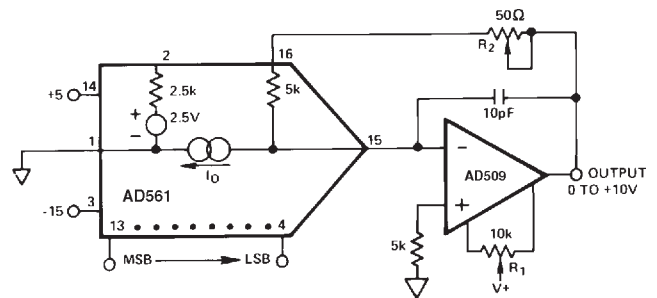 50Ω
R2
2
16
+5
14
2.5k
5k
+
2.5V
−
10pF
1
15
−
IO
AD509
OUTPUT
0 TO +10V
AD561
-15
3
+
13
4
5k
10k
MSB
LSB
R1
V+